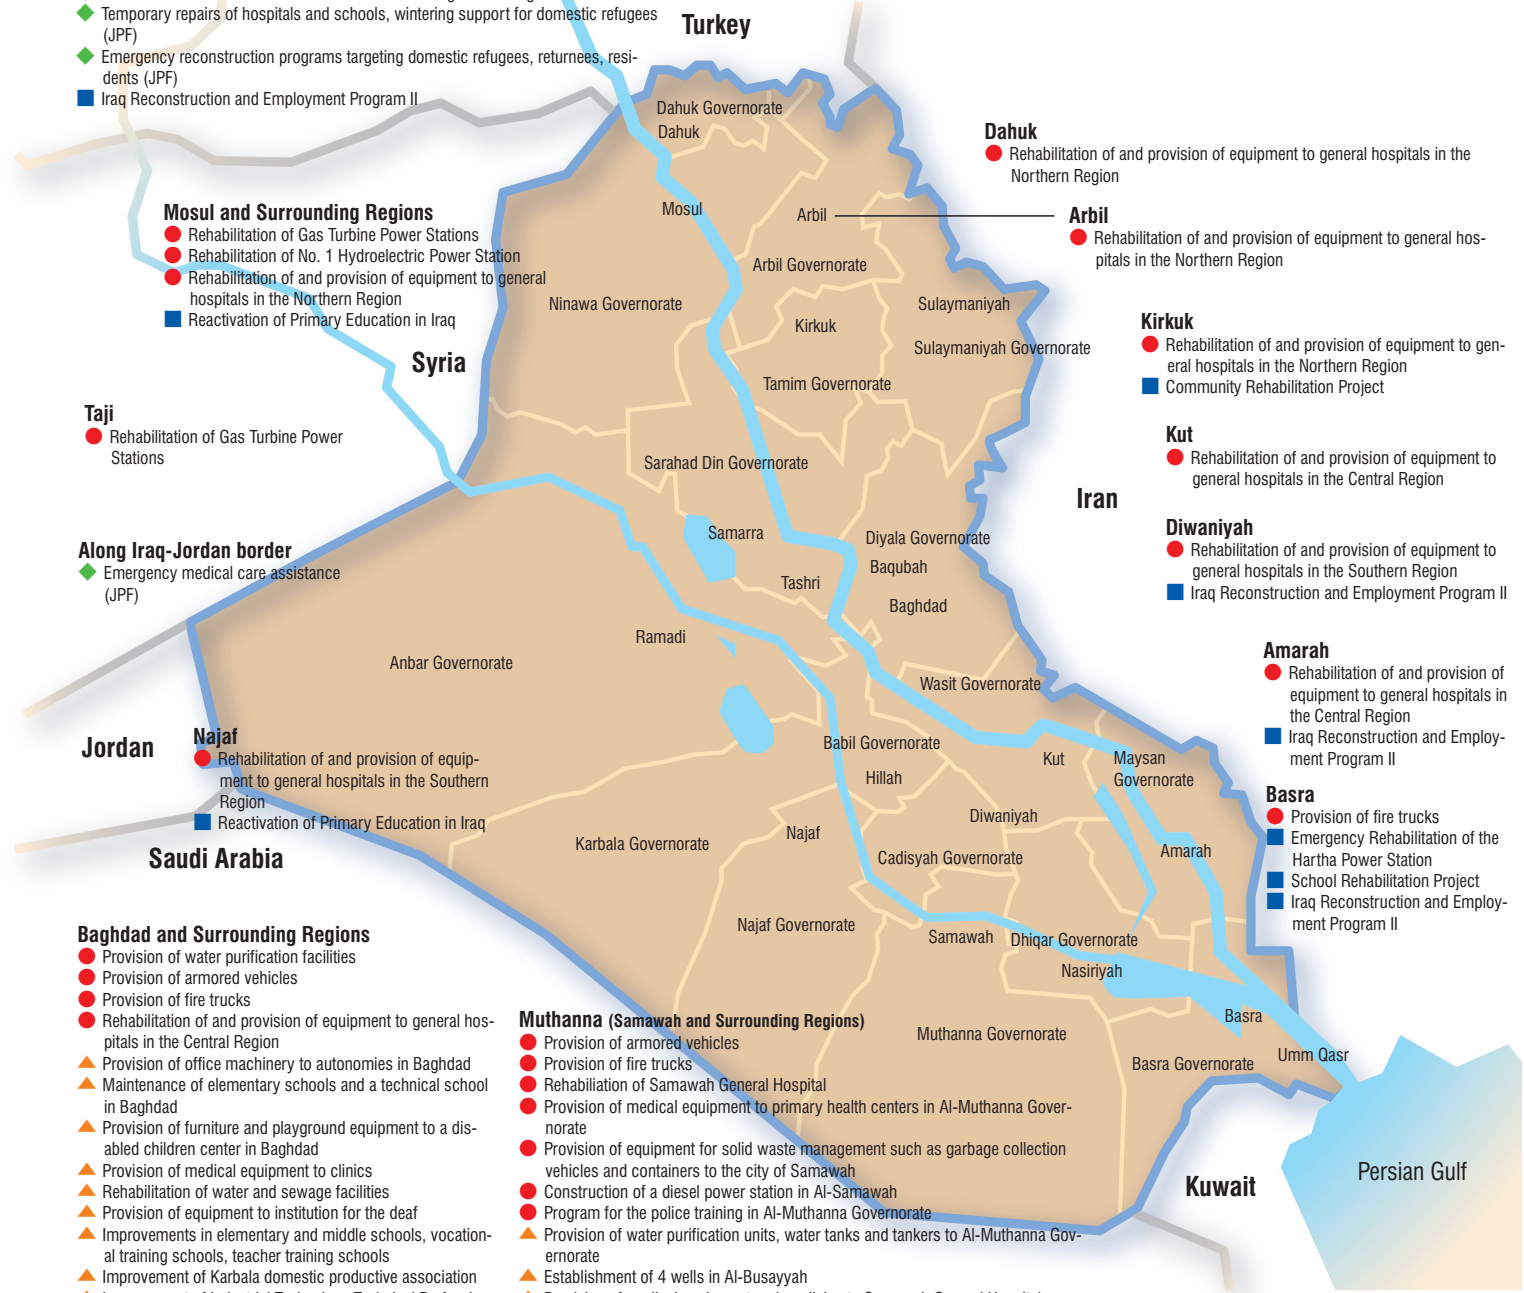 Temporary repairs of hospitals and schools, wintering support for domestic refugees
(JPF)
Emergency reconstruction programs targeting domestic refugees, returnees, resi-
dents (JPF)
Iraq Reconstruction and Employment Program II
Turkey
Dahuk Governorate
Dahuk
Dahuk
Rehabilitation of and provision of equipment to general hospitals in the
Northern Region
Mosul and Surrounding Regions
Rehabilitation of Gas Turbine Power Stations
Rehabilitation of No. 1 Hydroelectric Power Station
Rehabilitation of and provision of equipment to general
hospitals in the Northern Region
Reactivation of Primary Education in Iraq
Mosul
Arbil
Arbil
Rehabilitation of and provision of equipment to general hos-
pitals in the Northern Region
Arbil Governorate
Ninawa Governorate
Sulaymaniyah
Kirkuk
Sulaymaniyah Governorate
Tamim Governorate
Kirkuk
Rehabilitation of and provision of equipment to gen-
eral hospitals in the Northern Region
Community Rehabilitation Project
Syria
Taji
Rehabilitation of Gas Turbine Power
Stations
Kut
Rehabilitation of and provision of equipment to
general hospitals in the Central Region
Sarahad Din Governorate
Iran
Samarra
Diyala Governorate
Baqubah
Tashri
Baghdad
Diwaniyah
Rehabilitation of and provision of equipment to
general hospitals in the Southern Region
Iraq Reconstruction and Employment Program II
Along Iraq-Jordan border
Emergency medical care assistance
(JPF)
Ramadi
Anbar Governorate
Wasit Governorate
Amarah
Rehabilitation of and provision of
equipment to general hospitals in
the Central Region
Iraq Reconstruction and Employ-
ment Program II
Jordan
Najaf
Rehabilitation of and provision of equip-
ment to general hospitals in the Southern
Region
Reactivation of Primary Education in Iraq
Babil Governorate
Hillah
Kut
Maysan
Governorate
Basra
Provision of fire trucks
Emergency Rehabilitation of the
Hartha Power Station
School Rehabilitation Project
Iraq Reconstruction and Employ-
ment Program II
Diwaniyah
Najaf
Karbala Governorate
Cadisyah Governorate
Amarah
Saudi Arabia
Najaf Governorate
Samawah
Dhiqar Governorate
Nasiriyah
Basra
Muthanna Governorate
Basra Governorate
Umm Qasr
Baghdad and Surrounding Regions
Provision of water purification facilities
Provision of armored vehicles
Provision of fire trucks
Rehabilitation of and provision of equipment to general hos-
pitals in the Central Region
Provision of office machinery to autonomies in Baghdad
Maintenance of elementary schools and a technical school
in Baghdad
Provision of furniture and playground equipment to a dis-
abled children center in Baghdad
Provision of medical equipment to clinics
Rehabilitation of water and sewage facilities
Provision of equipment to institution for the deaf
Improvements in elementary and middle schools, vocation-
al training schools, teacher training schools
Improvement of Karbala domestic productive association
Muthanna (Samawah and Surrounding Regions)
Provision of armored vehicles
Provision of fire trucks
Rehabiliation of Samawah General Hospital
Provision of medical equipment to primary health centers in Al-Muthanna Gover-
norate
Provision of equipment for solid waste management such as garbage collection
vehicles and containers to the city of Samawah
Construction of a diesel power station in Al-Samawah
Program for the police training in Al-Muthanna Governorate
Provision of water purification units, water tanks and tankers to Al-Muthanna Gov-
ernorate
Establishment of 4 wells in Al-Busayyah
Kuwait
Persian Gulf